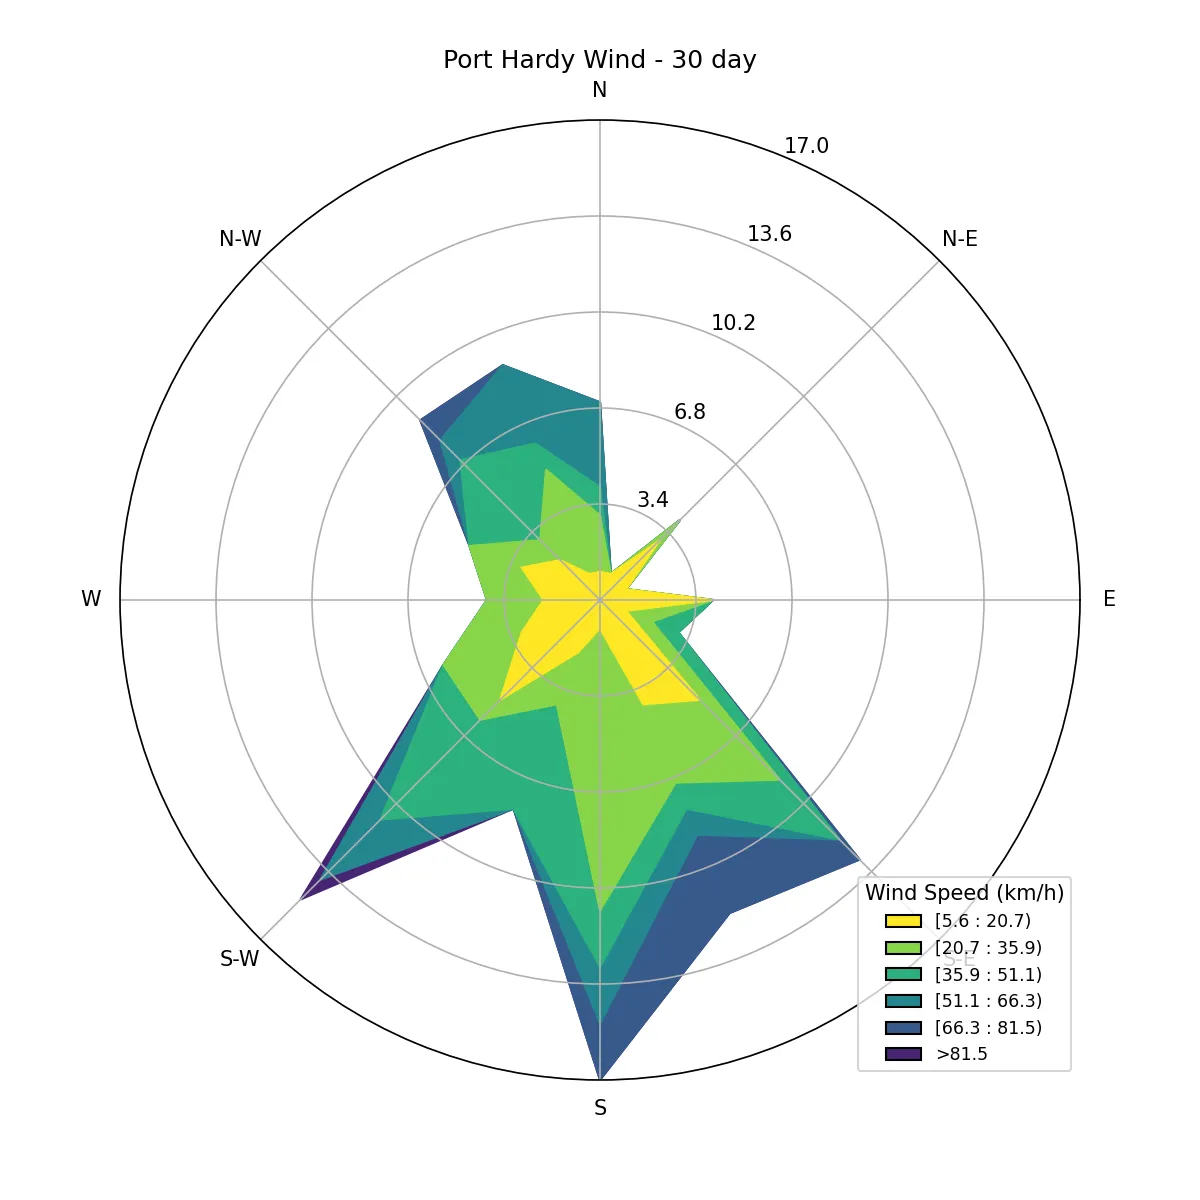 Port Hardy Wind - 30 day
N
17.0
N-W
13.6
N-E
10.2
6.8
3.4
W
E
S-W
S-E
S
Wind Speed (km/h)
[5.6 : 20.7)
[20.7 : 35.9)
[35.9 : 51.1)
[51.1 : 66.3)
[66.3 : 81.5)
>81.5